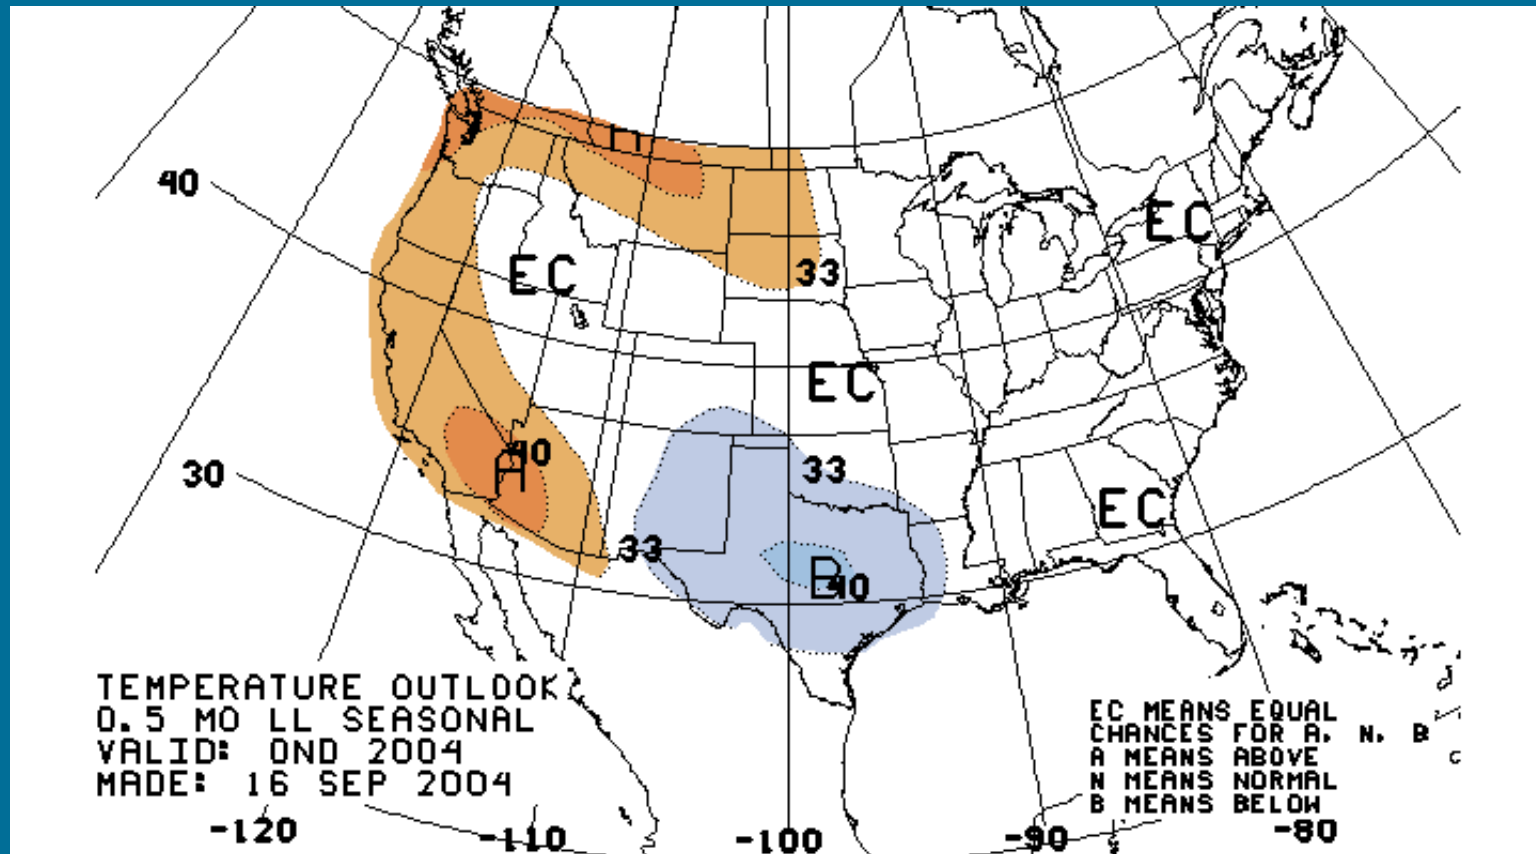 A
40
EC
EC
33
EC
33
40
A
30
EC
33
B
40
TEMPERATURE OUTLOOK
0.5 MO LL SEASONAL
VALID: OND 2004
MADE: 16 SEP 2004
EC MEANS EQUAL
CHANCES FOR A, N, B
A MEANS ABOVE
N MEANS NORMAL
B MEANS BELOW
-120
-110
-100
-90
-80